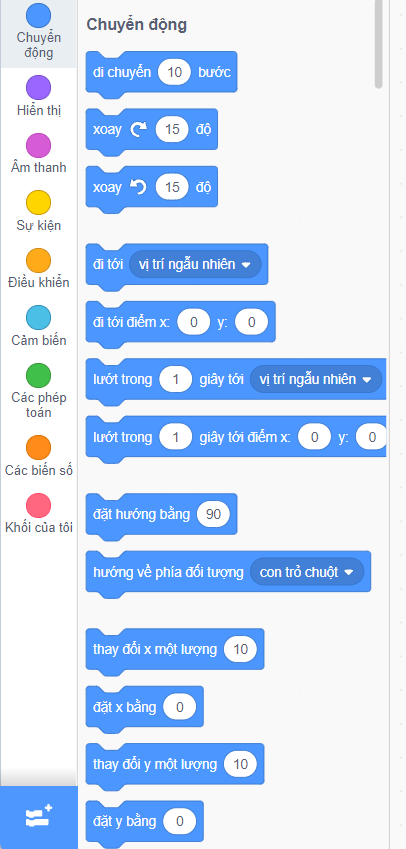 Chuyển động
Hiển thị
Âm thanh
Sự kiện
Điều khiển
Cảm biến
Các phép toán
Các biến số
Khối của tôi
Chuyển động
di chuyển 10 bước
xoay 15 độ
xoay 15 độ
đi tới vị trí ngẫu nhiên
đi tới điểm x: 0 y: 0
lướt trong 1 giây tới vị trí ngẫu nhiên
lướt trong 1 giây tới điểm x: 0 y: 0
đặt hướng bằng 90
hướng về phía đối tượng con trỏ chuột
thay đổi x một lượng 10
đặt x bằng 0
thay đổi y một lượng 10
đặt y bằng 0